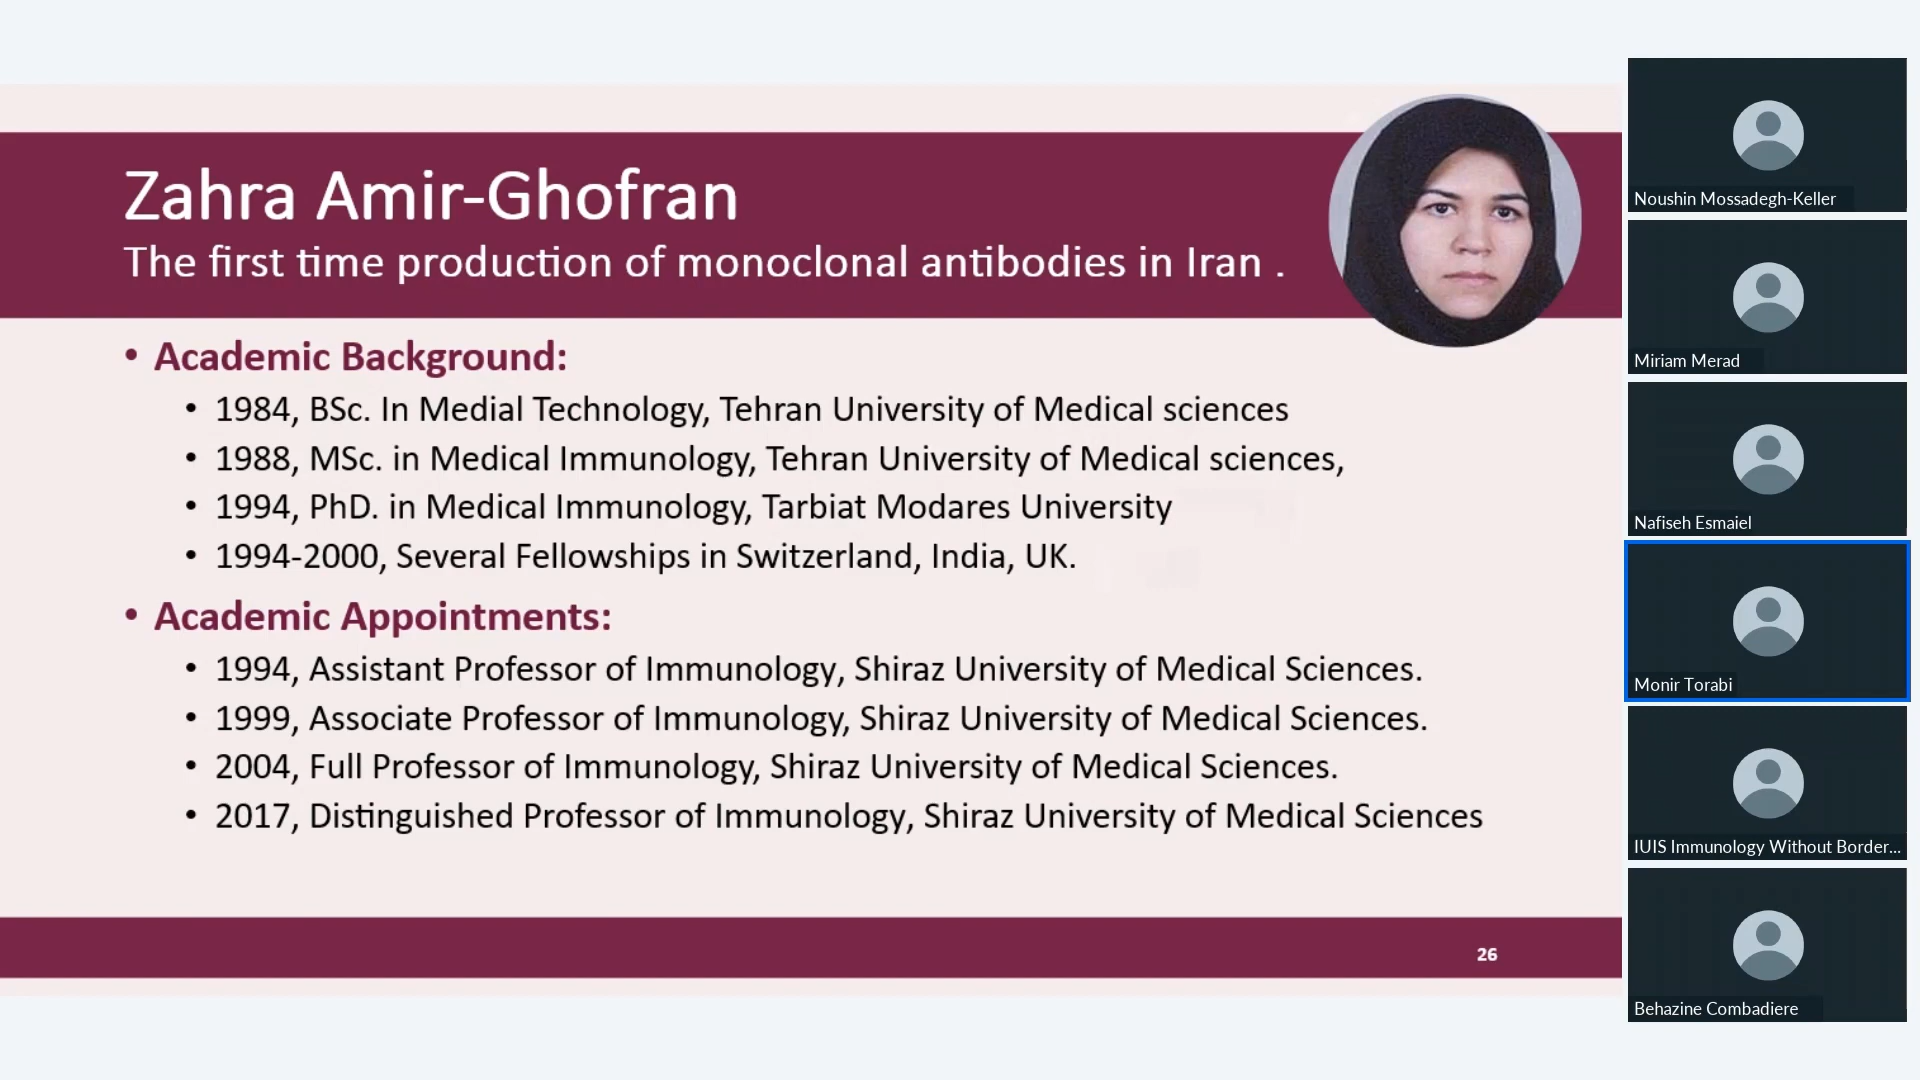 Zahra Amir-Ghofran
The first time production of monoclonal antibodies in Iran .
• Academic Background:
• 1984, BSc. In Medial Technology, Tehran University of Medical sciences
• 1988, MSc. in Medical Immunology, Tehran University of Medical sciences,
• 1994, PhD. in Medical Immunology, Tarbiat Modares University
• 1994-2000, Several Fellowships in Switzerland, India, UK.
• Academic Appointments:
• 1994, Assistant Professor of Immunology, Shiraz University of Medical Sciences.
• 1999, Associate Professor of Immunology, Shiraz University of Medical Sciences.
• 2004, Full Professor of Immunology, Shiraz University of Medical Sciences.
• 2017, Distinguished Professor of Immunology, Shiraz University of Medical Sciences
26
Noushin Mossadegh-Keller
Miriam Merad
Nafiseh Esmaiel
Monir Torabi
IUIS Immunology Without Border...
Behazine Combadiere